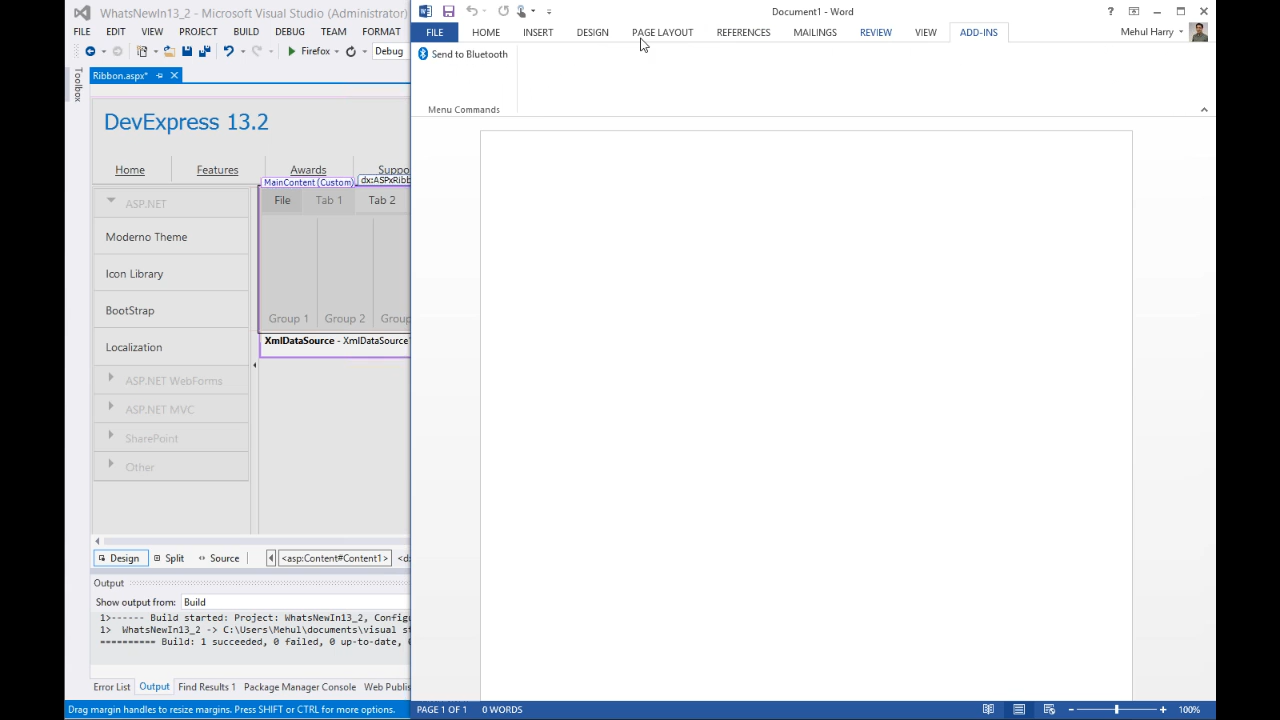 WhatsNewIn13_2 - Microsoft Visual Studio (Administrator)
FILE EDIT VIEW PROJECT BUILD DEBUG TEAM FORMAT
Firefox Debug
Ribbon.aspx*
Toolbox
DevExpress 13.2
Home Features Awards Suppo
MainContent (Custom) dx:ASPxRibb
ASP.NET
File Tab 1 Tab 2
Moderno Theme
Icon Library
BootStrap
Group 1 Group 2 Group
Localization
XmlDataSource - XmlDataSource
ASP.NET WebForms
ASP.NET MVC
SharePoint
Other
Design Split Source <asp:Content#Content1> <d
Output
Show output from: Build
1>------ Build started: Project: WhatsNewIn13_2, Configu
1> WhatsNewIn13_2 -> C:\Users\Mehul\documents\visual st
========== Build: 1 succeeded, 0 failed, 0 up-to-date, 0
Error List Output Find Results 1 Package Manager Console Web Publis
Drag margin handles to resize margins. Press SHIFT or CTRL for more options.
Document1 - Word
FILE HOME INSERT DESIGN PAGE LAYOUT REFERENCES MAILINGS REVIEW VIEW ADD-INS Mehul Harry
Send to Bluetooth
Menu Commands
PAGE 1 OF 1 0 WORDS 100%